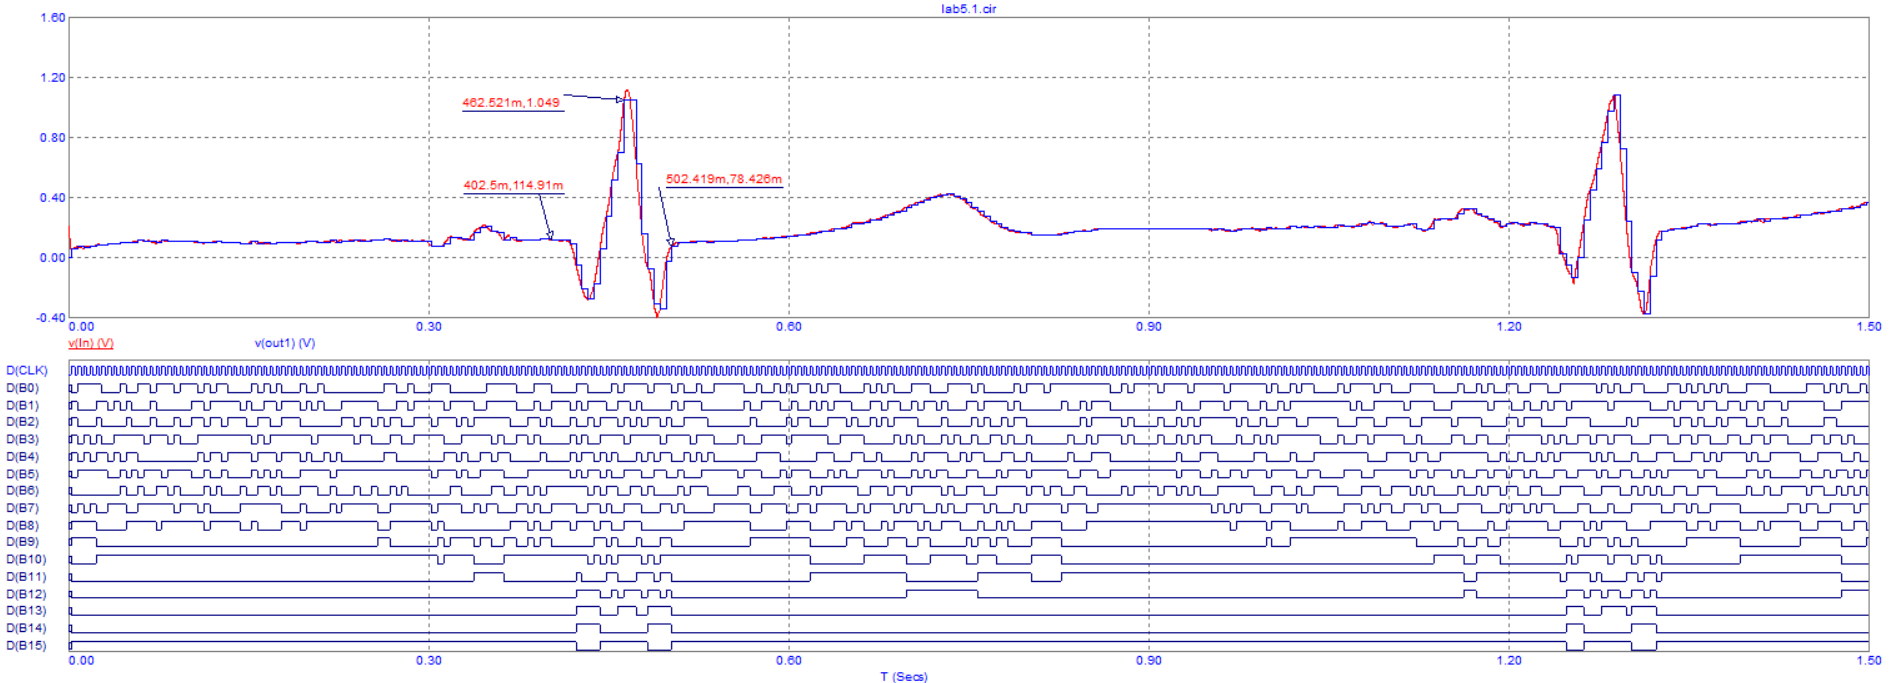 lab5.1.cir
1.60
1.20
0.80
0.40
0.00
-0.40
462.521m,1.049
402.5m,114.91m
502.419m,78.426m
0.00 0.30 0.60 0.90 1.20 1.50
v(In) (V) v(out1) (V)
D(CLK)
D(B0)
D(B1)
D(B2)
D(B3)
D(B4)
D(B5)
D(B6)
D(B7)
D(B8)
D(B9)
D(B10)
D(B11)
D(B12)
D(B13)
D(B14)
D(B15)
0.00 0.30 0.60 0.90 1.20 1.50
T (Secs)